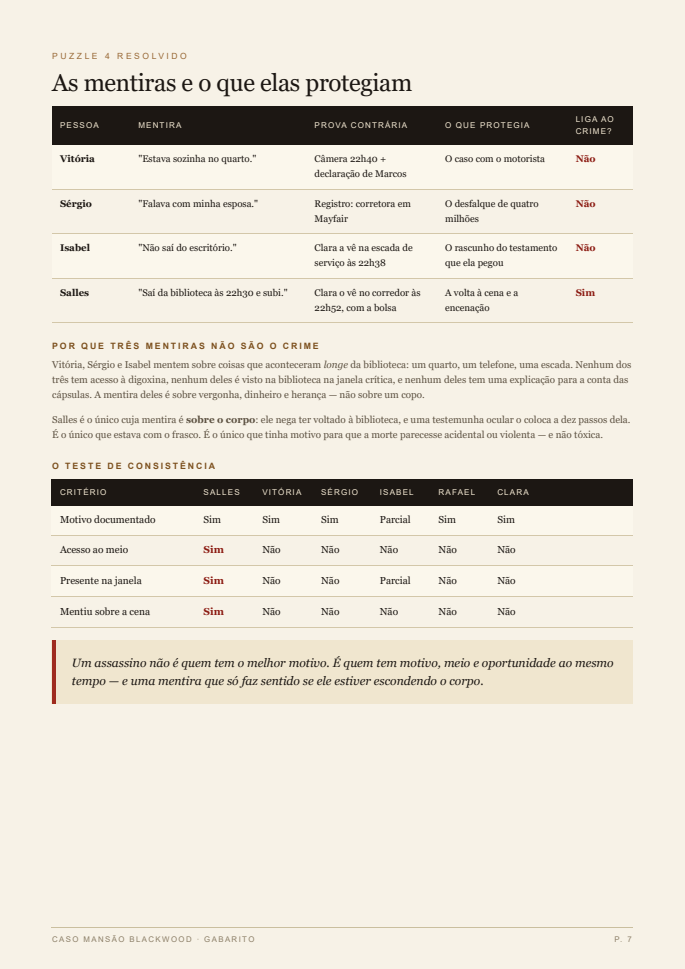 PUZZLE 4 RESOLVIDO
As mentiras e o que elas protegiam
PESSOA MENTIRA PROVA CONTRÁRIA O QUE PROTEGIA LIGA AO CRIME?
Vitória "Estava sozinha no quarto." Câmera 22h40 + declaração de Marcos O caso com o motorista Não
Sérgio "Falava com minha esposa." Registro: corretora em Mayfair O desfalque de quatro milhões Não
Isabel "Não saí do escritório." Clara a vê na escada de serviço às 22h38 O rascunho do testamento que ela pegou Não
Salles "Saí da biblioteca às 22h30 e subi." Clara o vê no corredor às 22h52, com a bolsa A volta à cena e a encenação Sim
POR QUE TRÊS MENTIRAS NÃO SÃO O CRIME
Vitória, Sérgio e Isabel mentem sobre coisas que aconteceram longe da biblioteca: um quarto, um telefone, uma escada. Nenhum dos
três tem acesso à digoxina, nenhum deles é visto na biblioteca na janela crítica, e nenhum deles tem uma explicação para a conta das
cápsulas. A mentira deles é sobre vergonha, dinheiro e herança — não sobre um copo.
Salles é o único cuja mentira é sobre o corpo: ele nega ter voltado à biblioteca, e uma testemunha ocular o coloca a dez passos dela.
É o único que estava com o frasco. É o único que tinha motivo para que a morte parecesse acidental ou violenta — e não tóxica.
O TESTE DE CONSISTÊNCIA
CRITÉRIO SALLES VITÓRIA SÉRGIO ISABEL RAFAEL CLARA
Motivo documentado Sim Sim Sim Parcial Sim Sim
Acesso ao meio Sim Não Não Não Não Não
Presente na janela Sim Não Não Parcial Não Não
Mentiu sobre a cena Sim Não Não Não Não Não
Um assassino não é quem tem o melhor motivo. É quem tem motivo, meio e oportunidade ao mesmo
tempo — e uma mentira que só faz sentido se ele estiver escondendo o corpo.
CASO MANSÃO BLACKWOOD · GABARITO P. 7